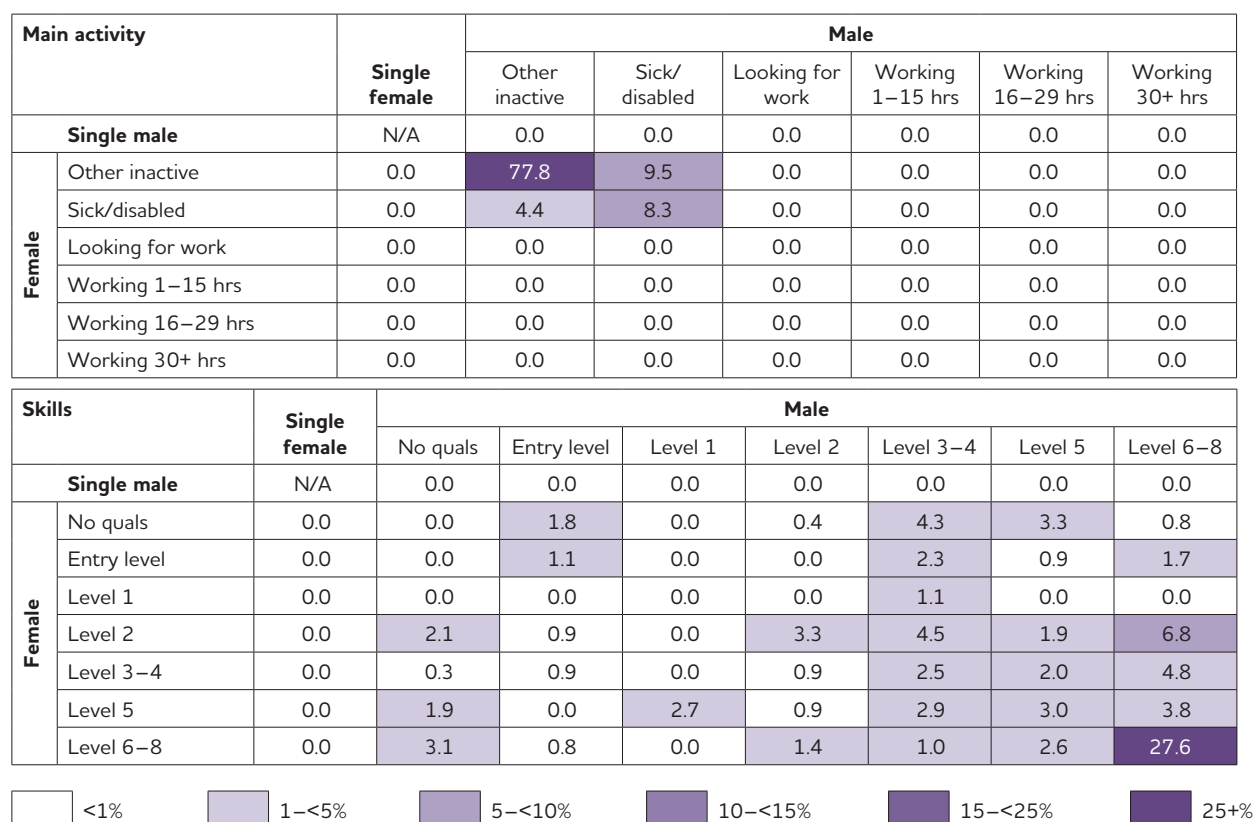 Main activity
Single female
Male
Other inactive
Sick/ disabled
Looking for work
Working 1–15 hrs
Working 16–29 hrs
Working 30+ hrs
Single male N/A 0.0 0.0 0.0 0.0 0.0 0.0
Female
Other inactive 0.0 77.8 9.5 0.0 0.0 0.0 0.0
Sick/disabled 0.0 4.4 8.3 0.0 0.0 0.0 0.0
Looking for work 0.0 0.0 0.0 0.0 0.0 0.0 0.0
Working 1–15 hrs 0.0 0.0 0.0 0.0 0.0 0.0 0.0
Working 16–29 hrs 0.0 0.0 0.0 0.0 0.0 0.0 0.0
Working 30+ hrs 0.0 0.0 0.0 0.0 0.0 0.0 0.0
Skills
Single female
Male
No quals Entry level Level 1 Level 2 Level 3–4 Level 5 Level 6–8
Single male N/A 0.0 0.0 0.0 0.0 0.0 0.0 0.0
Female
No quals 0.0 0.0 1.8 0.0 0.4 4.3 3.3 0.8
Entry level 0.0 0.0 1.1 0.0 0.0 2.3 0.9 1.7
Level 1 0.0 0.0 0.0 0.0 0.0 1.1 0.0 0.0
Level 2 0.0 2.1 0.9 0.0 3.3 4.5 1.9 6.8
Level 3–4 0.0 0.3 0.9 0.0 0.9 2.5 2.0 4.8
Level 5 0.0 1.9 0.0 2.7 0.9 2.9 3.0 3.8
Level 6–8 0.0 3.1 0.8 0.0 1.4 1.0 2.6 27.6
<1% 1–<5% 5–<10% 10–<15% 15–<25% 25+%